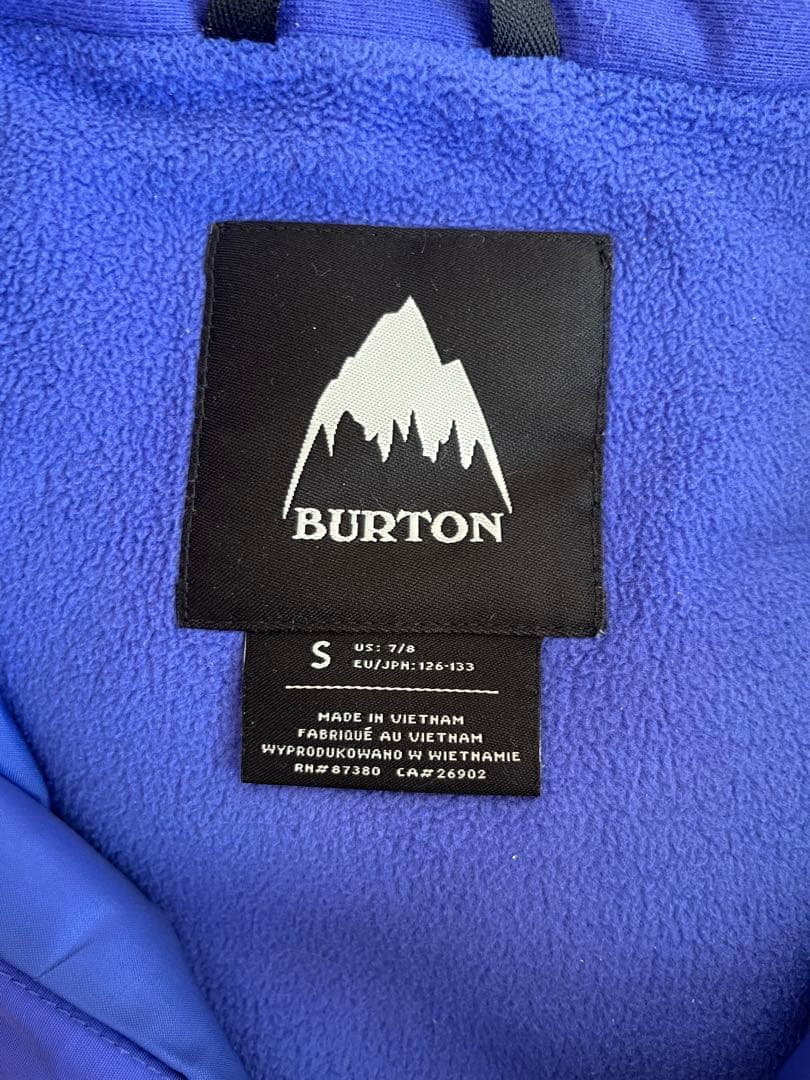 BURTON
S
US: 7/8
EU/JPN: 126-133
MADE IN VIETNAM
FABRIQUÉ AU VIETNAM
WYPRODUKOWANO W WIETNAMIE
RN# 87380 CA# 26902